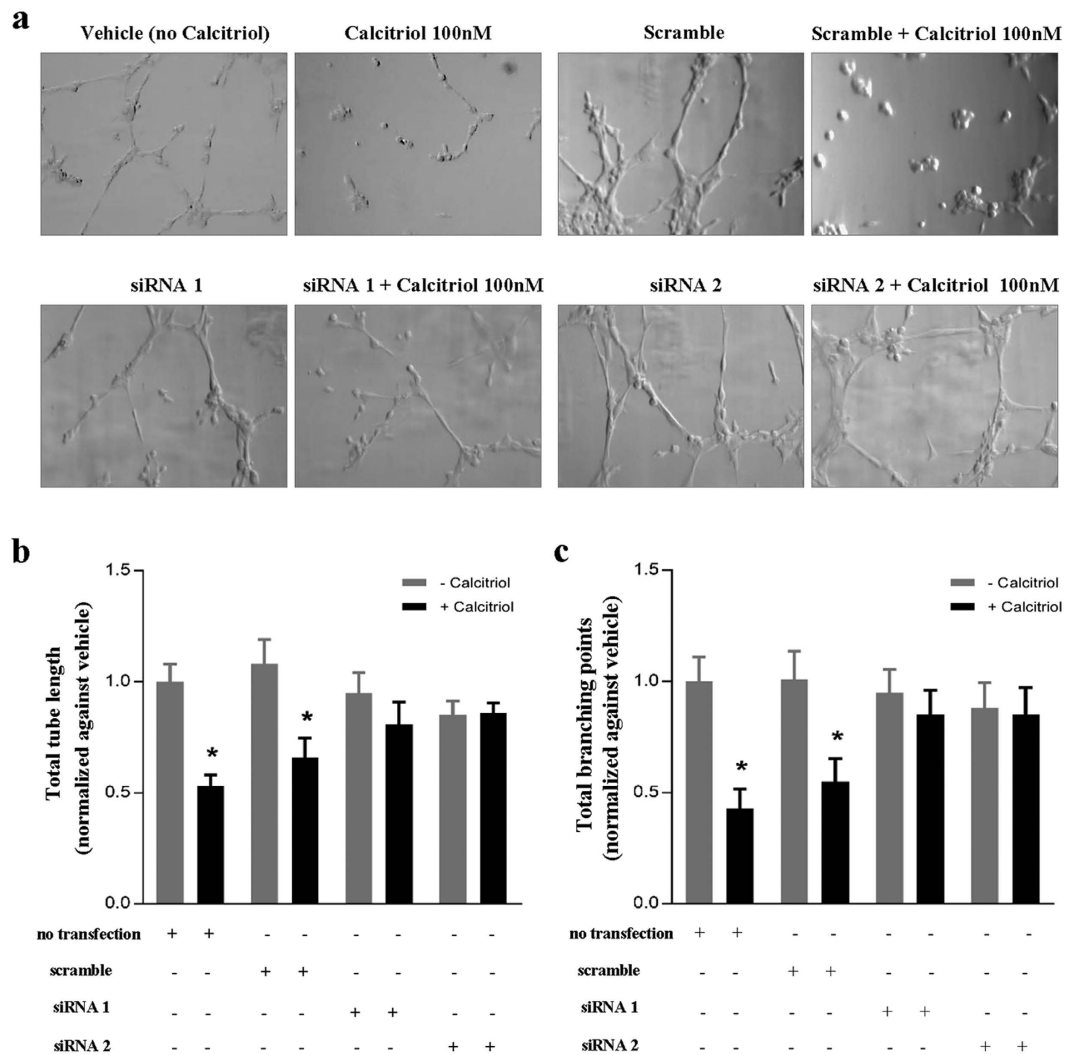 a
Vehicle (no Calcitriol)
Calcitriol 100nM
Scramble
Scramble + Calcitriol 100nM
siRNA 1
siRNA 1 + Calcitriol 100nM
siRNA 2
siRNA 2 + Calcitriol 100nM
b
Total tube length
(normalized against vehicle)
1.5
1.0
0.5
0.0
- Calcitriol
+ Calcitriol
*
*
no transfection + + - - - - - -
scramble - - + + - - - -
siRNA 1 - - - - + + - -
siRNA 2 - - - - - - + +
c
Total branching points
(normalized against vehicle)
1.5
1.0
0.5
0.0
- Calcitriol
+ Calcitriol
*
*
no transfection + + - - - - - -
scramble - - + + - - - -
siRNA 1 - - - - + + - -
siRNA 2 - - - - - - + +